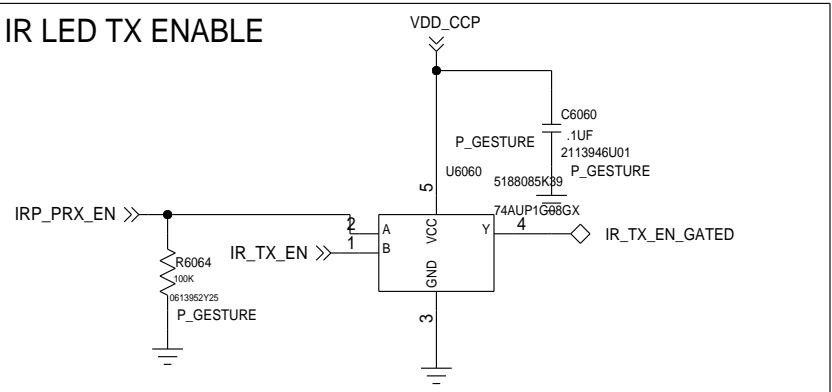 IR LED TX ENABLE
VDD_CCP
C6060
.1UF
2113946U01
P_GESTURE
P_GESTURE
U6060
5188085K39
74AUP1G08GX
5
IRP_PRX_EN
2
A
VCC
Y
4
IR_TX_EN_GATED
IR_TX_EN
1
B
GND
R6064
100K
0613952Y25
P_GESTURE
3